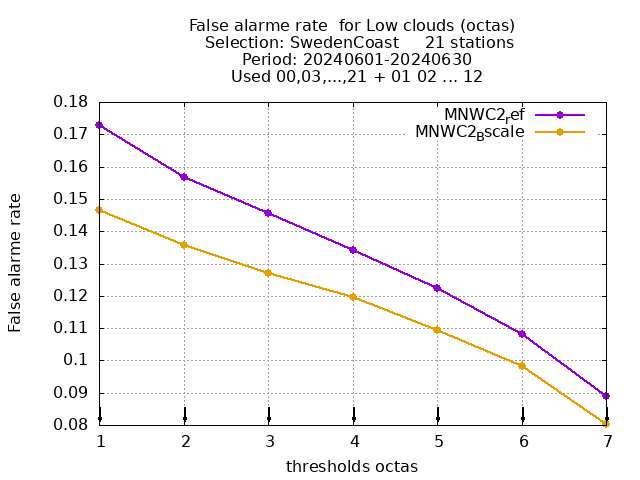 False alarme rate  for Low clouds (octas)
Selection: SwedenCoast     21 stations
Period: 20240601-20240630
Used 00,03,...,21 + 01 02 ... 12
MNWC2ref
MNWC2Bscale
0.18
0.17
0.16
0.15
0.14
0.13
0.12
0.11
0.1
0.09
0.08
False alarme rate
1 2 3 4 5 6 7
thresholds octas